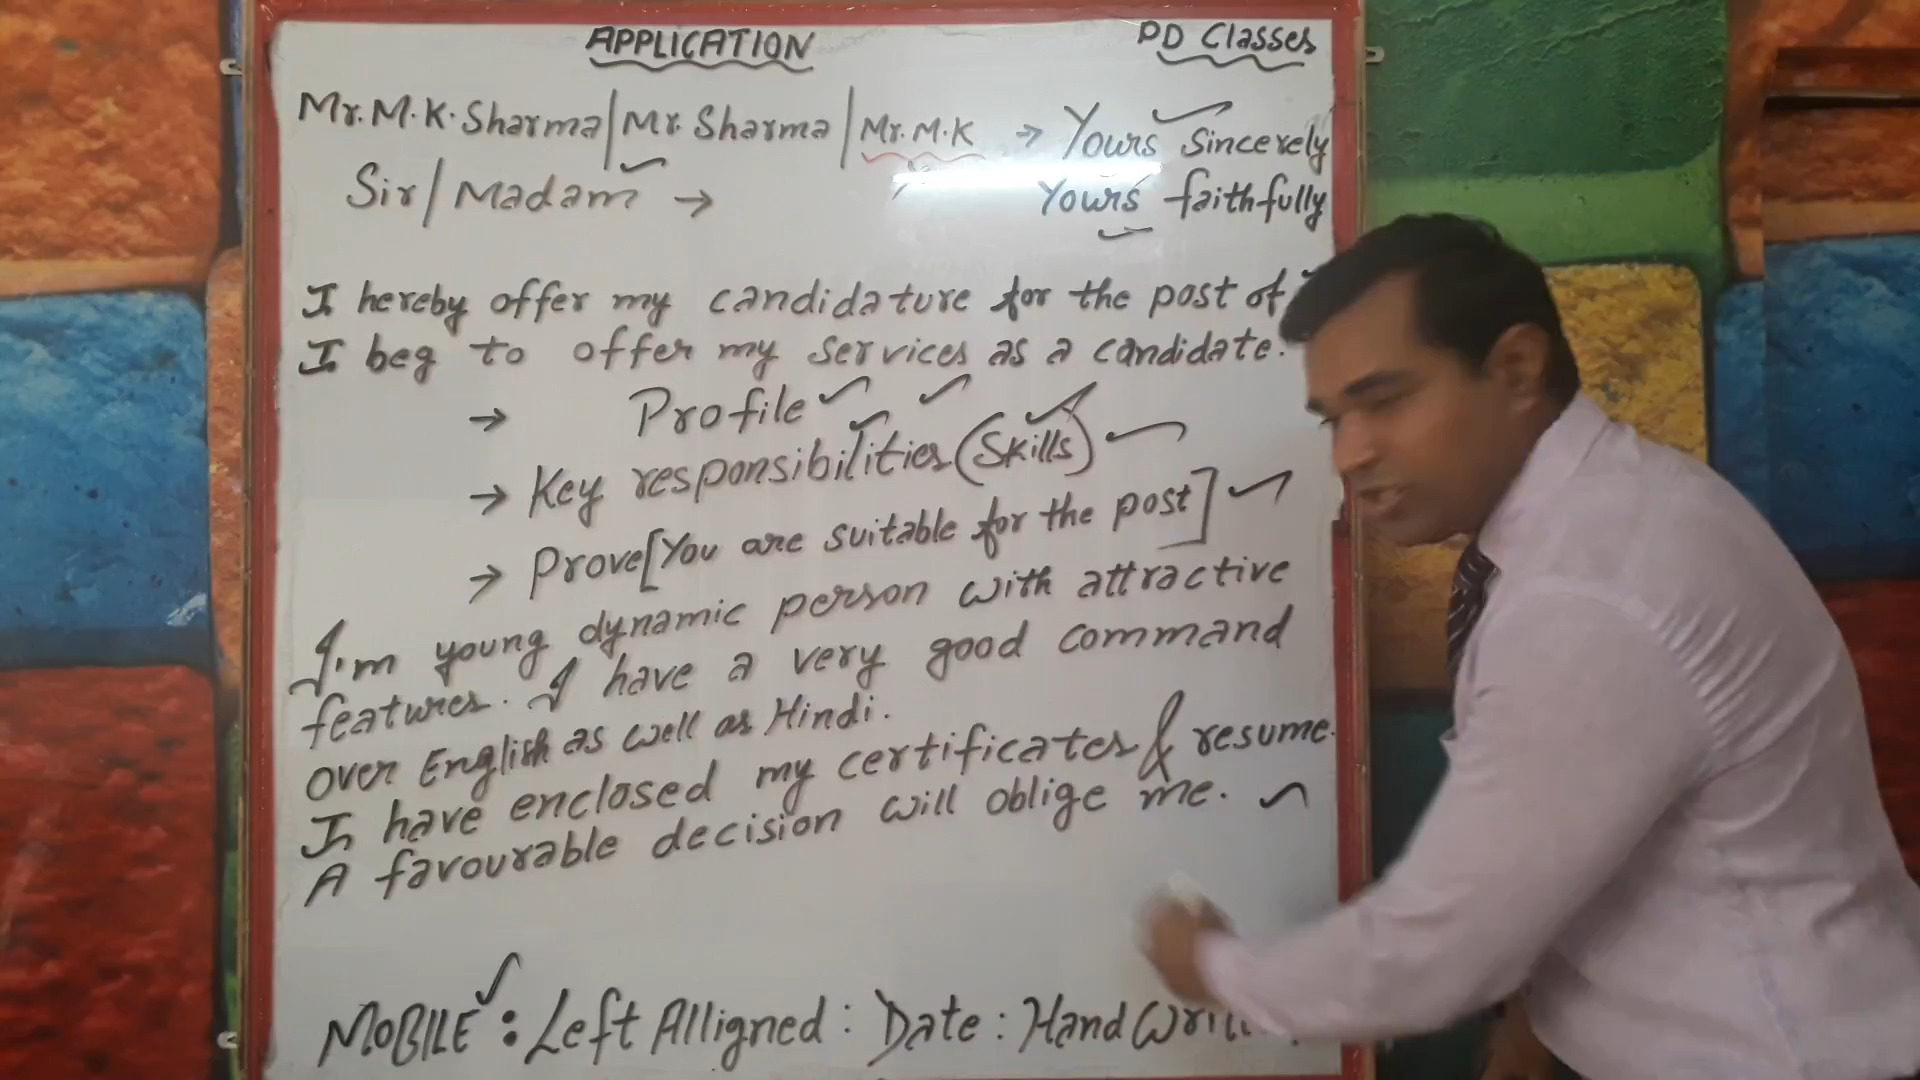 APPLICATION PD Classes
Mr. M.K. Sharma | Mr. Sharma | Mr. M.K → Yours Sincerely
Sir / Madam → Yours faithfully
I hereby offer my candidature for the post of
I beg to offer my services as a candidate.
→ Profile
→ Key responsibilities (Skills)
→ Prove [You are suitable for the post]
I'm young dynamic person with attractive
features. I have a very good command
over English as well as Hindi.
I have enclosed my certificates & resume.
A favourable decision will oblige me.
MOBILE : Left Alligned : Date : Hand